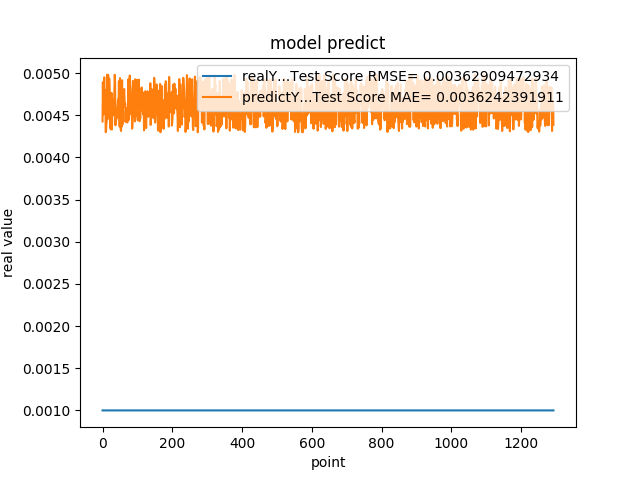 model predict
realY...Test Score RMSE= 0.00362909472934
predictY...Test Score MAE= 0.0036242391911
0.0050
0.0045
0.0040
0.0035
0.0030
0.0025
0.0020
0.0015
0.0010
real value
0 200 400 600 800 1000 1200
point